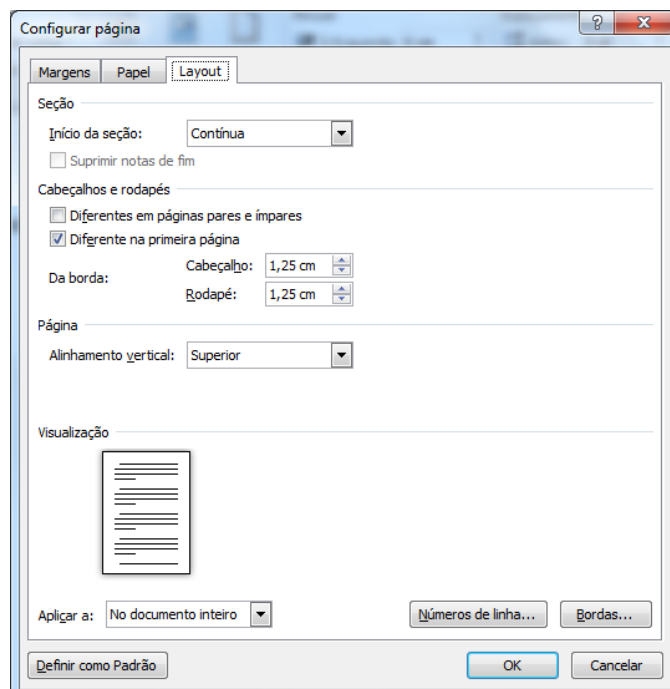 Configurar página
Margens Papel Layout
Seção
Início da seção: Contínua
Suprimir notas de fim
Cabeçalhos e rodapés
Diferentes em páginas pares e ímpares
Diferente na primeira página
Cabeçalho: 1,25 cm
Da borda:
Rodapé: 1,25 cm
Página
Alinhamento vertical: Superior
Visualização
Aplicar a: No documento inteiro Números de linha... Bordas...
Definir como Padrão OK Cancelar